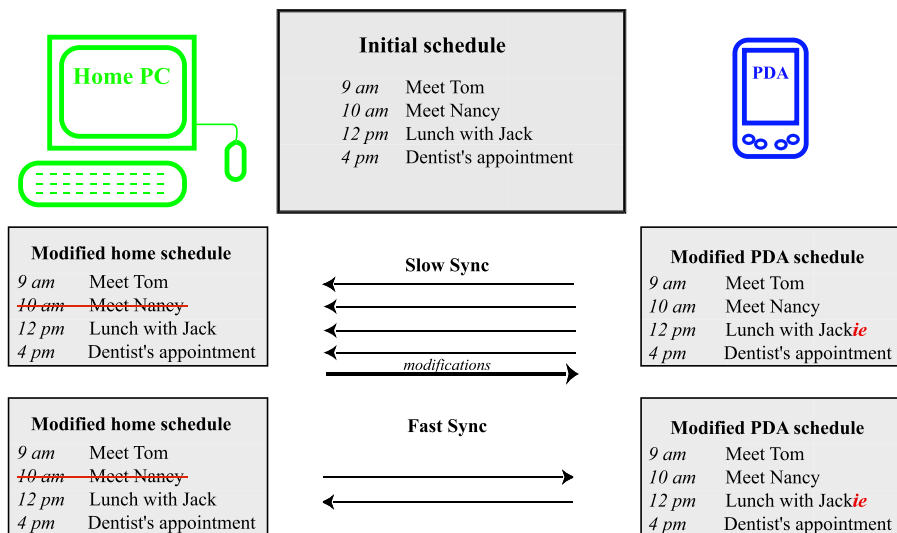 Home PC
Initial schedule
9 am Meet Tom
10 am Meet Nancy
12 pm Lunch with Jack
4 pm Dentist's appointment
PDA
Modified home schedule
9 am Meet Tom
10 am Meet Nancy
12 pm Lunch with Jack
4 pm Dentist's appointment
Slow Sync
modifications
Modified PDA schedule
9 am Meet Tom
10 am Meet Nancy
12 pm Lunch with Jackie
4 pm Dentist's appointment
Modified home schedule
9 am Meet Tom
10 am Meet Nancy
12 pm Lunch with Jack
4 pm Dentist's appointment
Fast Sync
Modified PDA schedule
9 am Meet Tom
10 am Meet Nancy
12 pm Lunch with Jackie
4 pm Dentist's appointment